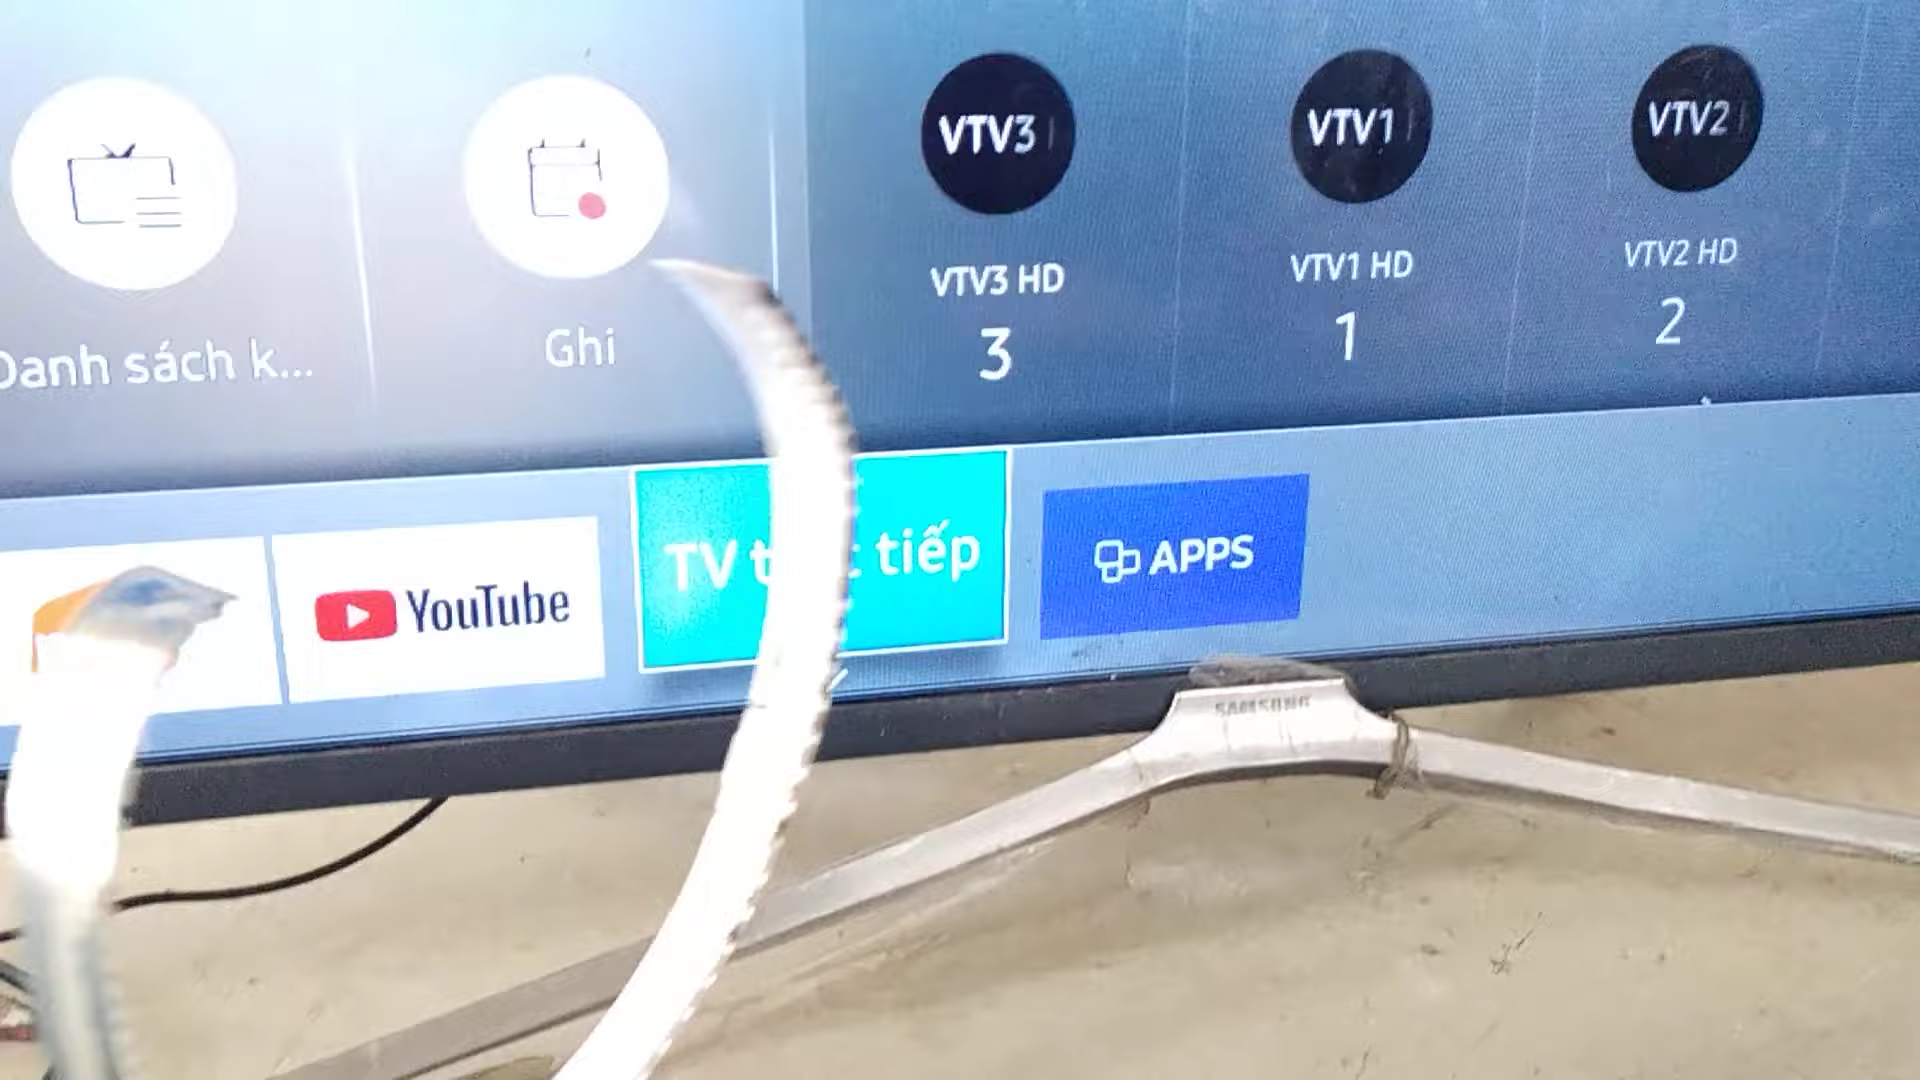 VTV3
VTV1
VTV2
VTV3 HD
VTV1 HD
VTV2 HD
Danh sách k...
Ghi
3
1
2
YouTube
TV t tiếp
APPS
SAMSUNG